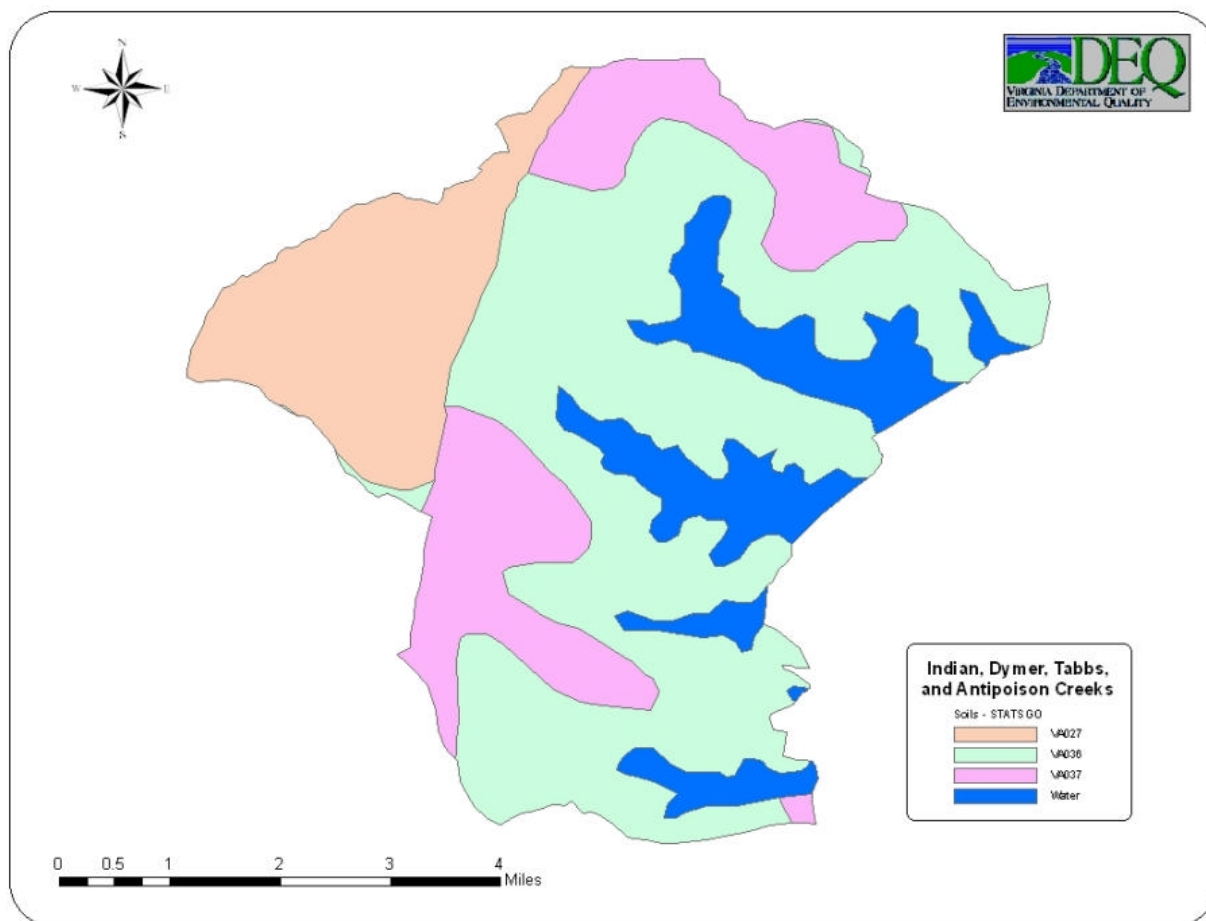 N
W E
S
DEQ
VIRGINIA DEPARTMENT OF
ENVIRONMENTAL QUALITY
Indian, Dymer, Tabbs,
and Antipoison Creeks
Soils - STATSGO
VA027
VA036
VA037
Water
0 0.5 1 2 3 4
Miles